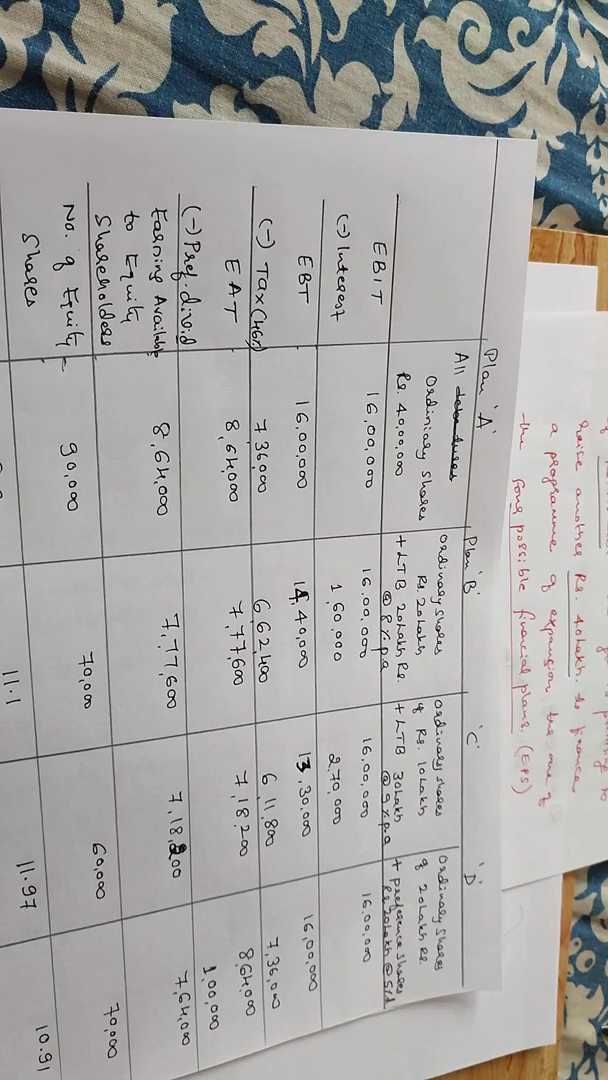 raise another Rs. 40Lakh. to finance
a programme of expansion the one of
the four possible financial plans. (EPS)
Plan 'A'
All
Ordinary shares
Rs. 40,00,000
Plan 'B'
Ordinary shares
Rs. 20Lakh
+ LTB 20Lakh Rs.
@ 8% p.a
'C'
Ordinary shares
of Rs. 10Lakh
+ LTB 30Lakh
@ 9% p.a
'D'
Ordinary shares
of 20Lakh Rs.
+ preference shares
Rs. 20Lakh @ 5%
EBIT 16,00,000 16,00,000 16,00,000 16,00,000
(-) Interest 1,60,000 2,70,000
EBT 16,00,000 14,40,000 13,30,000 16,00,000
(-) Tax (46%) 7,36,000 6,62,400 6,11,800 7,36,000
EAT 8,64,000 7,77,600 7,18,200 8,64,000
(-) Pref. divid 1,00,000
Earning Available
to Equity
Shareholders
8,64,000 7,77,600 7,18,200 7,64,000
No. of Equity
Shares
90,000 70,000 60,000 70,000
11.1 11.97 10.91